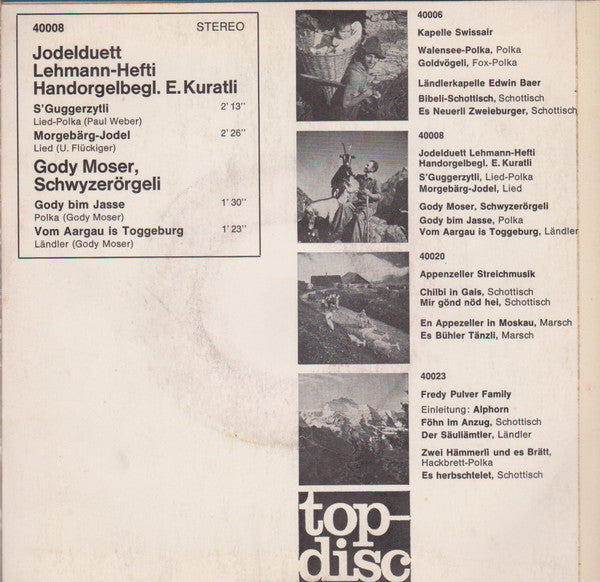 40008 STEREO
Jodelduett
Lehmann-Hefti
Handorgelbegl. E. Kuratli
S'Guggerzytli 2'13''
Lied-Polka (Paul Weber)
Morgebärg-Jodel 2'26''
Lied (U. Flückiger)
Gody Moser,
Schwyzerörgeli
Gody bim Jasse 1'30''
Polka (Gody Moser)
Vom Aargau is Toggeburg 1'23''
Ländler (Gody Moser)
40006
Kapelle Swissair
Walensee-Polka, Polka
Goldvögeli, Fox-Polka
Ländlerkapelle Edwin Baer
Bibeli-Schottisch, Schottisch
Es Neuerli Zweieburger, Schottisch
40008
Jodelduett Lehmann-Hefti
Handorgelbegl. E. Kuratli
S'Guggerzytli, Lied-Polka
Morgebärg-Jodel, Lied
Gody Moser, Schwyzerörgeli
Gody bim Jasse, Polka
Vom Aargau is Toggeburg, Ländler
40020
Appenzeller Streichmusik
Chilbi in Gais, Schottisch
Mir gönd nöd hei, Schottisch
En Appezeller in Moskau, Marsch
Es Bühler Tänzli, Marsch
40023
Fredy Pulver Family
Einleitung: Alphorn
Föhn im Anzug, Schottisch
Der Säuliämtler, Ländler
Zwei Hämmerli und es Brätt,
Hackbrett-Polka
Es herbschtelet, Schottisch
top-
disc